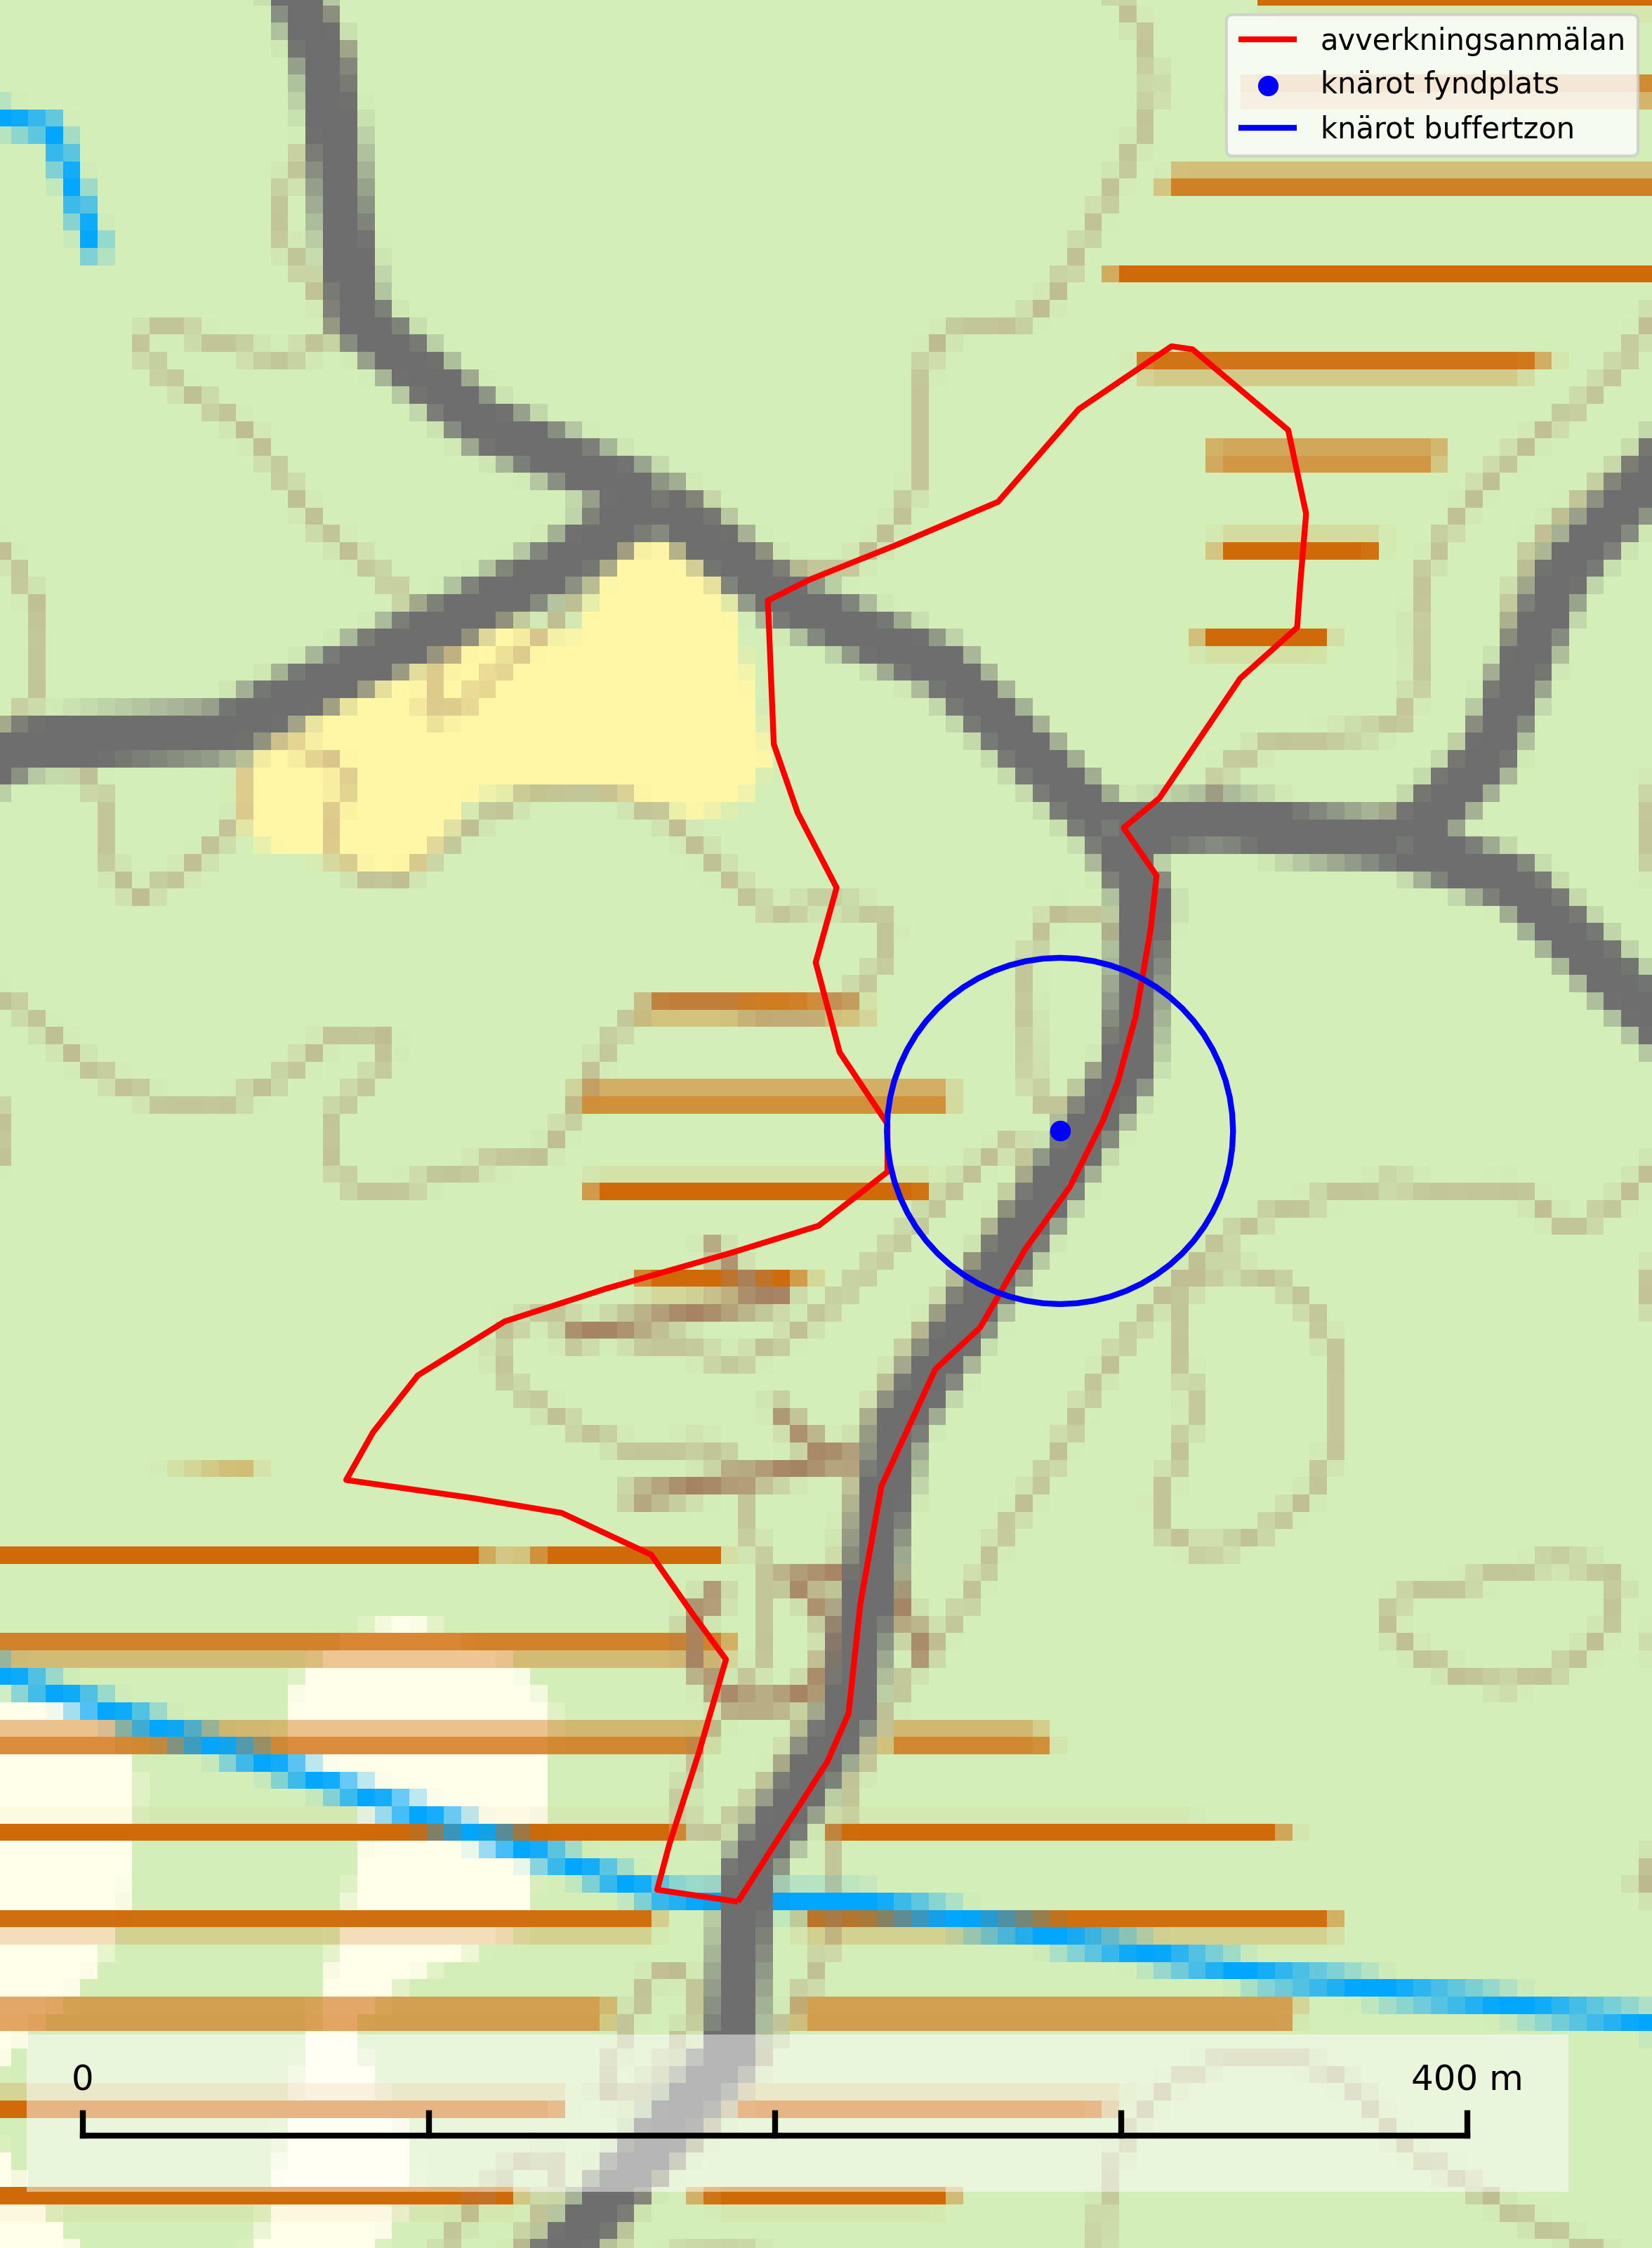 avverkningsanmälan
knärot fyndplats
knärot buffertzon
0
400 m